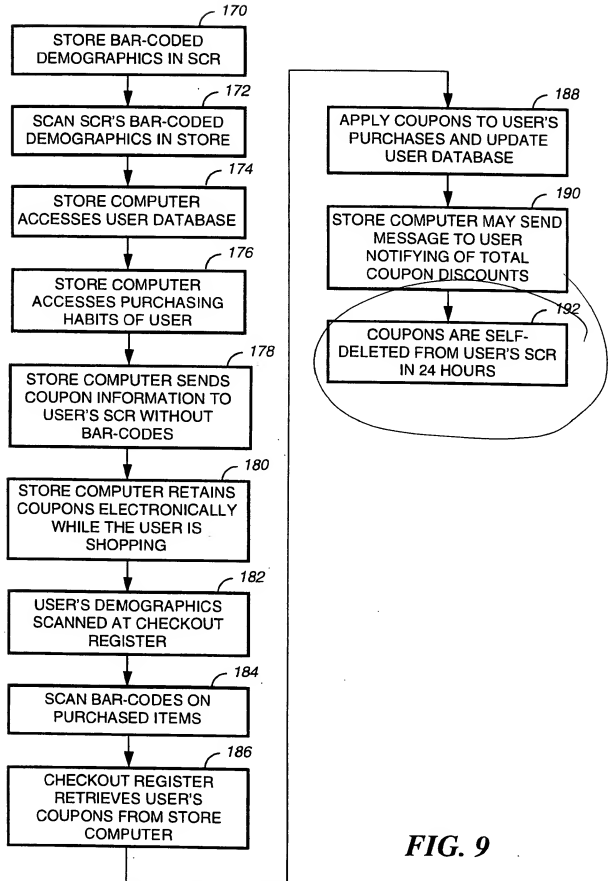 170
STORE BAR-CODED
DEMOGRAPHICS IN SCR
172
SCAN SCR'S BAR-CODED
DEMOGRAPHICS IN STORE
174
STORE COMPUTER
ACCESSES USER DATABASE
176
STORE COMPUTER
ACCESSES PURCHASING
HABITS OF USER
178
STORE COMPUTER SENDS
COUPON INFORMATION TO
USER'S SCR WITHOUT
BAR-CODES
180
STORE COMPUTER RETAINS
COUPONS ELECTRONICALLY
WHILE THE USER IS
SHOPPING
182
USER'S DEMOGRAPHICS
SCANNED AT CHECKOUT
REGISTER
184
SCAN BAR-CODES ON
PURCHASED ITEMS
186
CHECKOUT REGISTER
RETRIEVES USER'S
COUPONS FROM STORE
COMPUTER
188
APPLY COUPONS TO USER'S
PURCHASES AND UPDATE
USER DATABASE
190
STORE COMPUTER MAY SEND
MESSAGE TO USER
NOTIFYING OF TOTAL
COUPON DISCOUNTS
192
COUPONS ARE SELF-
DELETED FROM USER'S SCR
IN 24 HOURS
FIG. 9